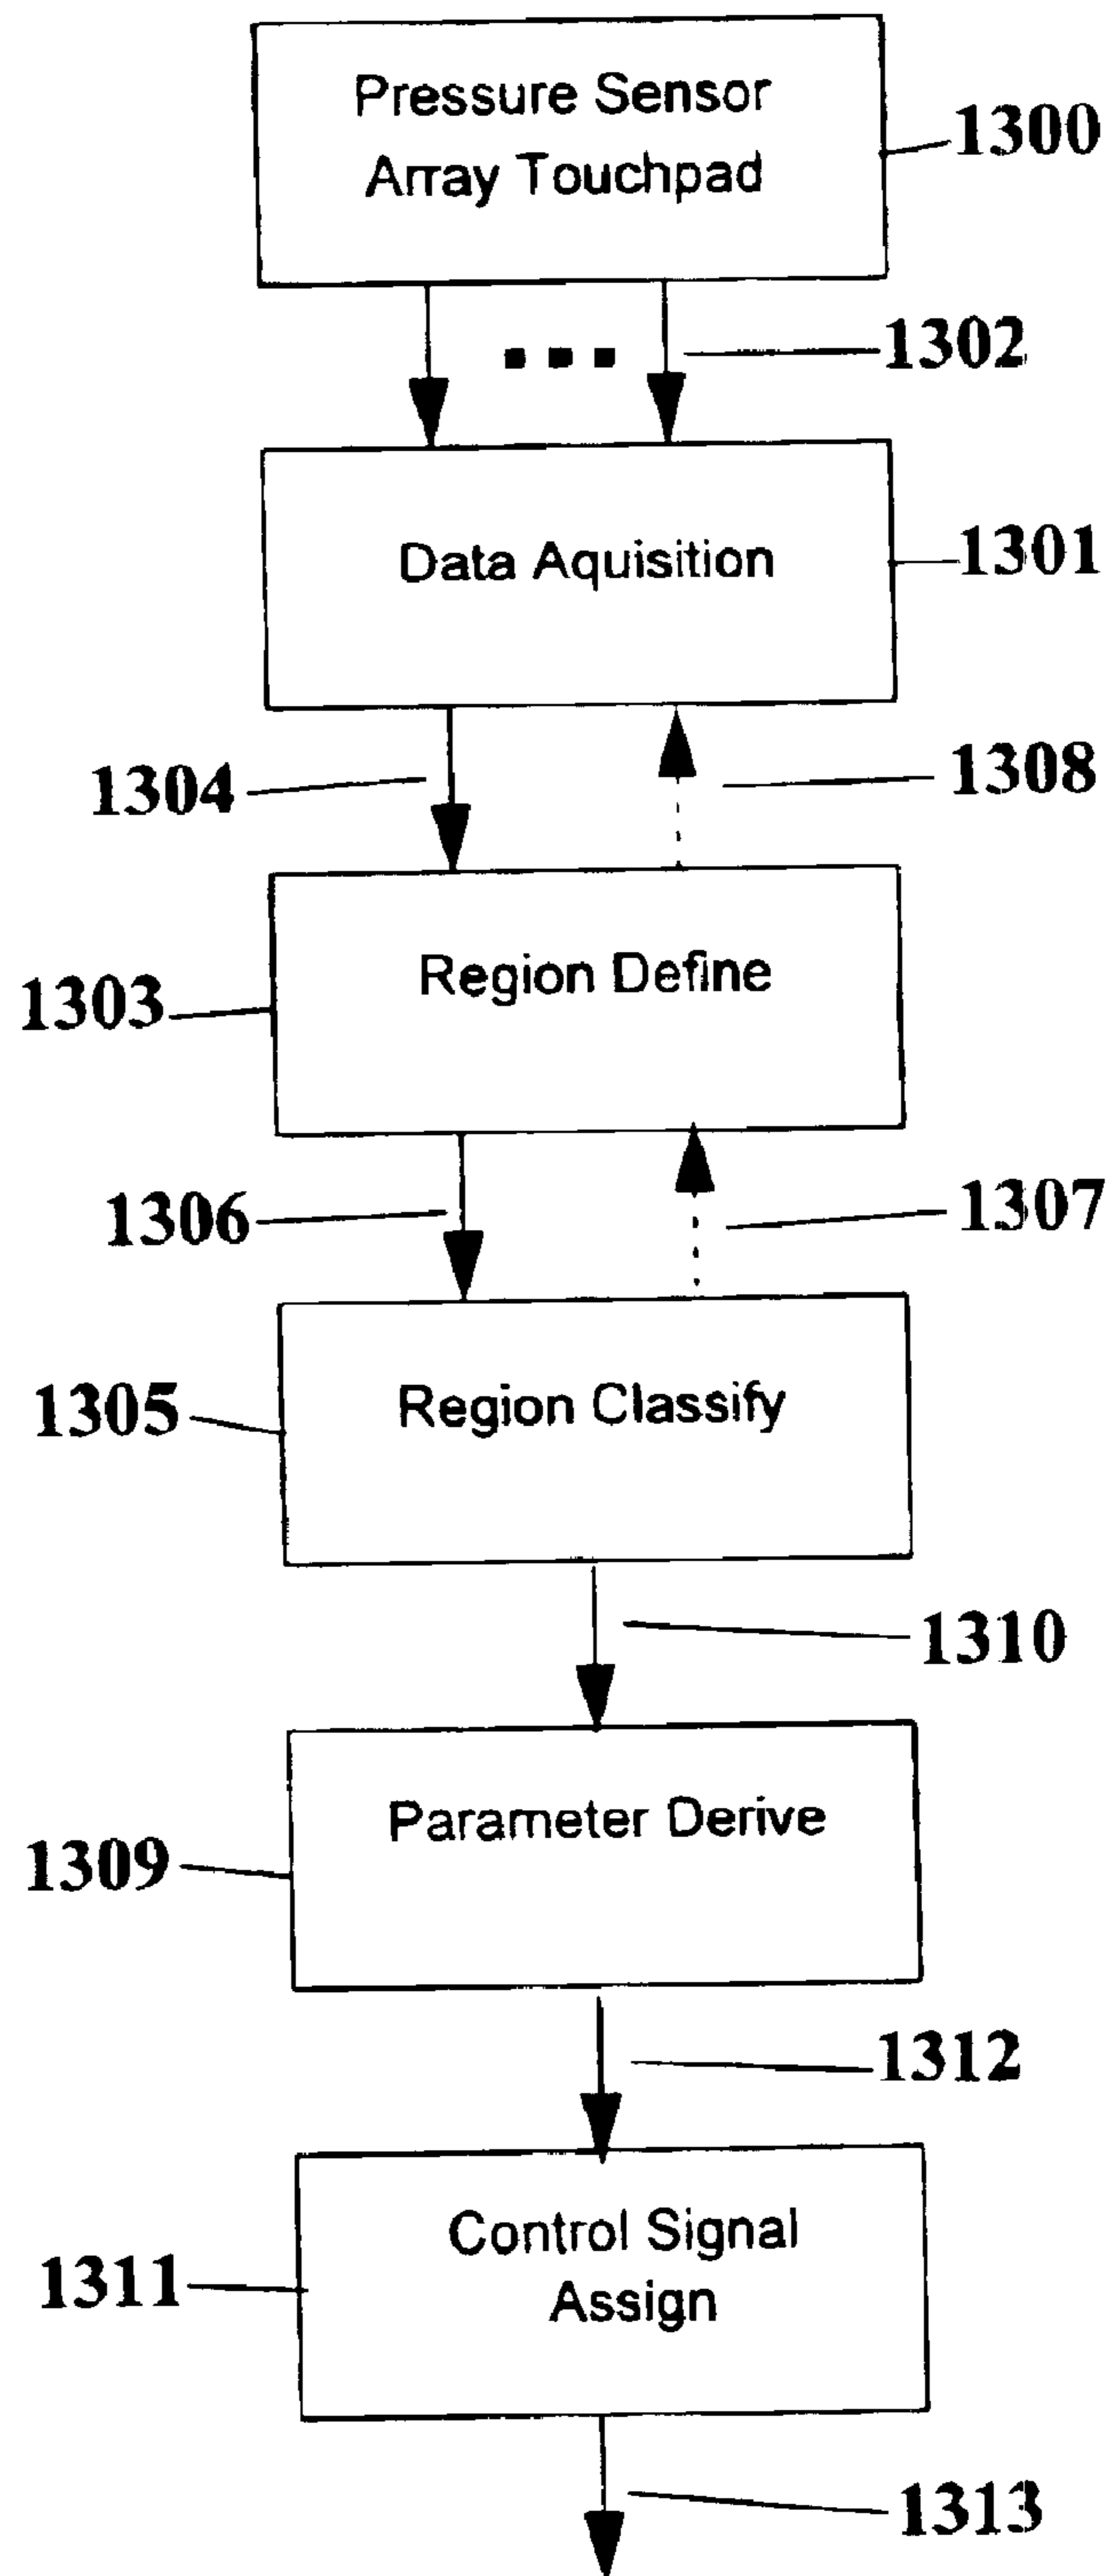 Pressure Sensor
Array Touchpad
1300
1302
Data Aquisition
1301
1304
1308
Region Define
1303
1306
1307
Region Classify
1305
1310
Parameter Derive
1309
1312
Control Signal
Assign
1311
1313